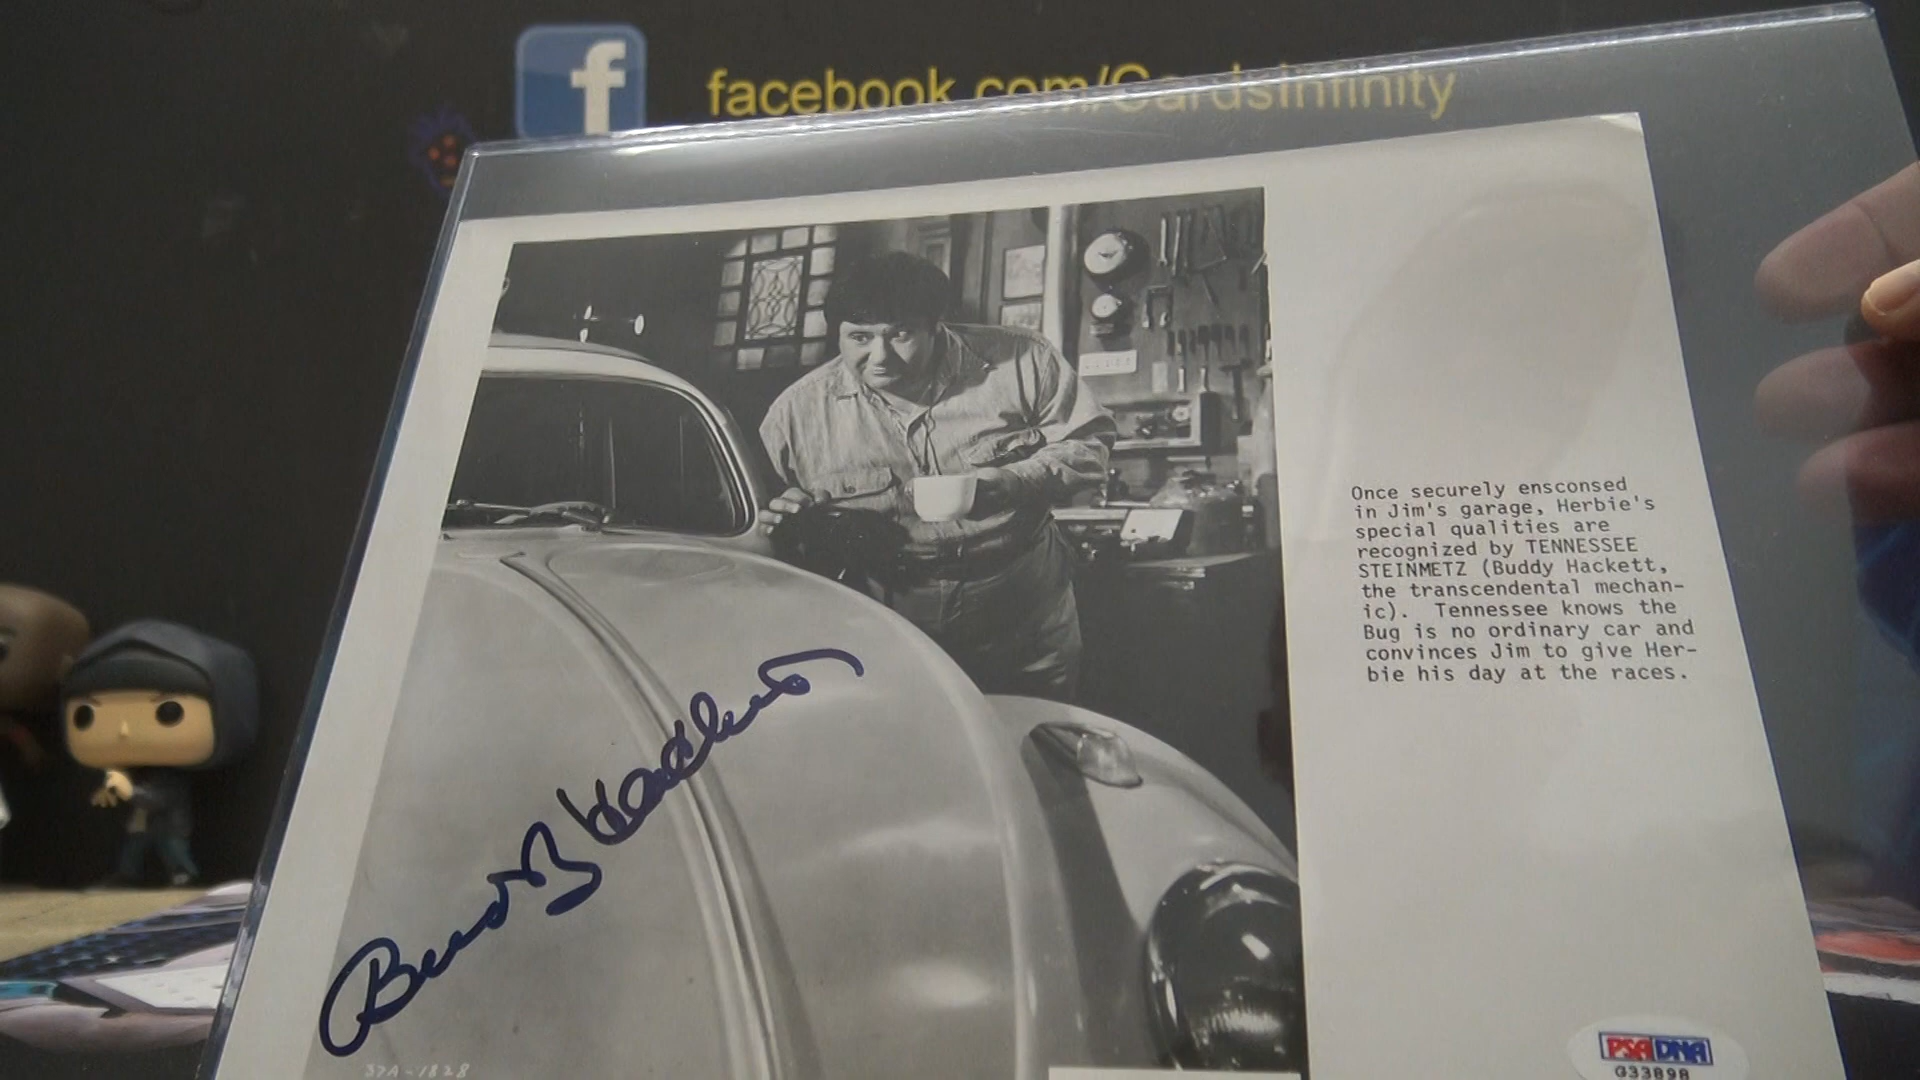 f
facebook.com/CardsInfinity
Once securely ensconsed
in Jim's garage, Herbie's
special qualities are
recognized by TENNESSEE
STEINMETZ (Buddy Hackett,
the transcendental mechan-
ic). Tennessee knows the
Bug is no ordinary car and
convinces Jim to give Her-
bie his day at the races.
Buddy Hackett
37A-1828
PSA/DNA
G33898